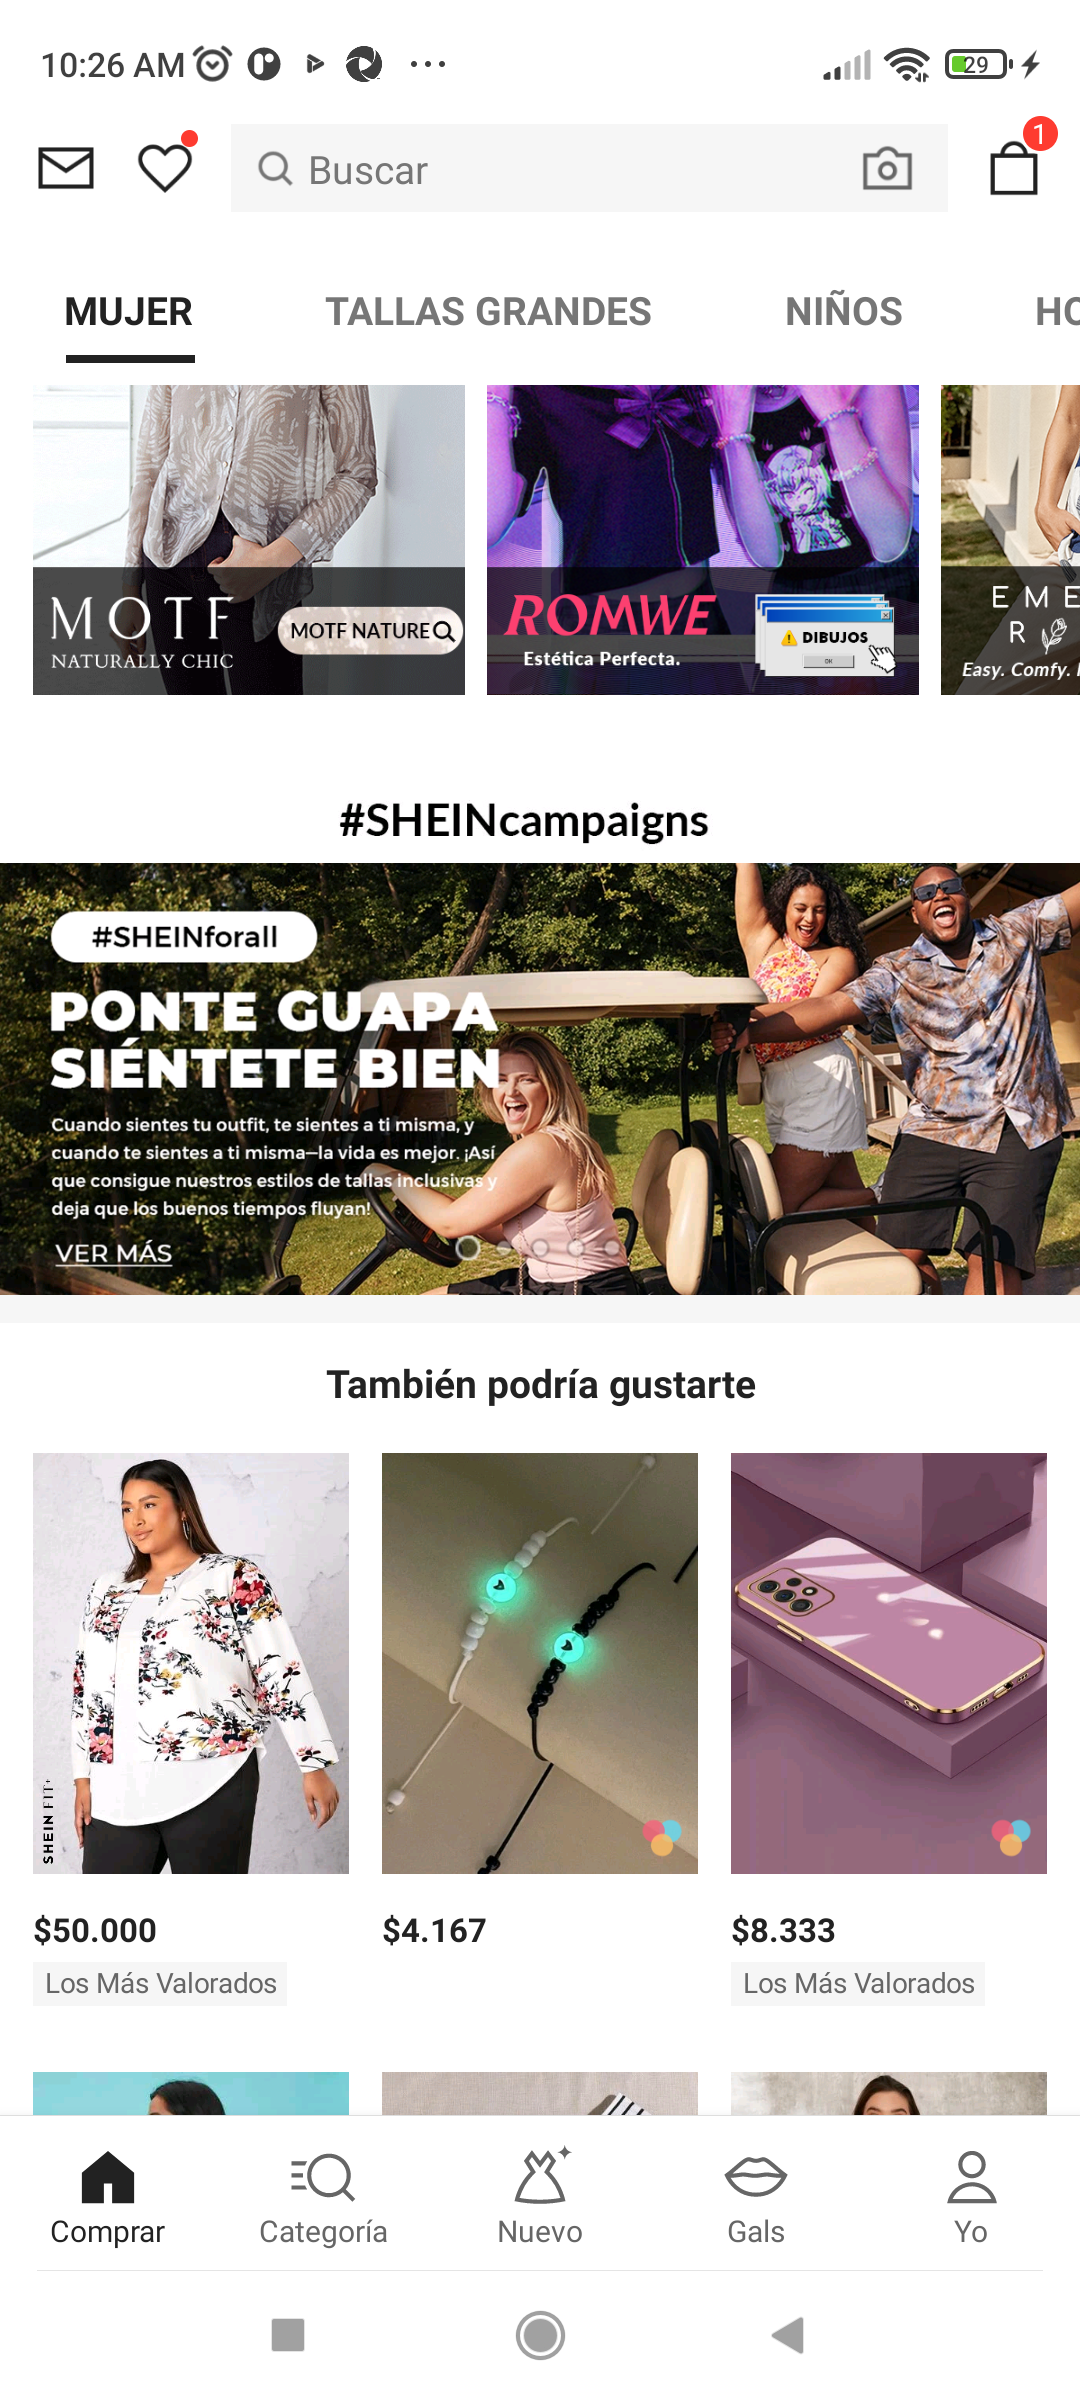 10:26 AM
29
1
Buscar
MUJER
TALLAS GRANDES
NIÑOS
MOTF
NATURALLY CHIC
MOTF NATURE
ROMWE
Estética Perfecta.
DIBUJOS
OK
EME
R
Easy. Comfy.
#SHEINcampaigns
#SHEINforall
PONTE GUAPA
SIÉNTETE BIEN
Cuando sientes tu outfit, te sientes a ti misma, y
cuando te sientes a ti misma—la vida es mejor. ¡Así
que consigue nuestros estilos de tallas inclusivas y
deja que los buenos tiempos fluyan!
VER MÁS
También podría gustarte
SHEIN FIT+
$50.000
$4.167
$8.333
Los Más Valorados
Los Más Valorados
Comprar
Categoría
Nuevo
Gals
Yo